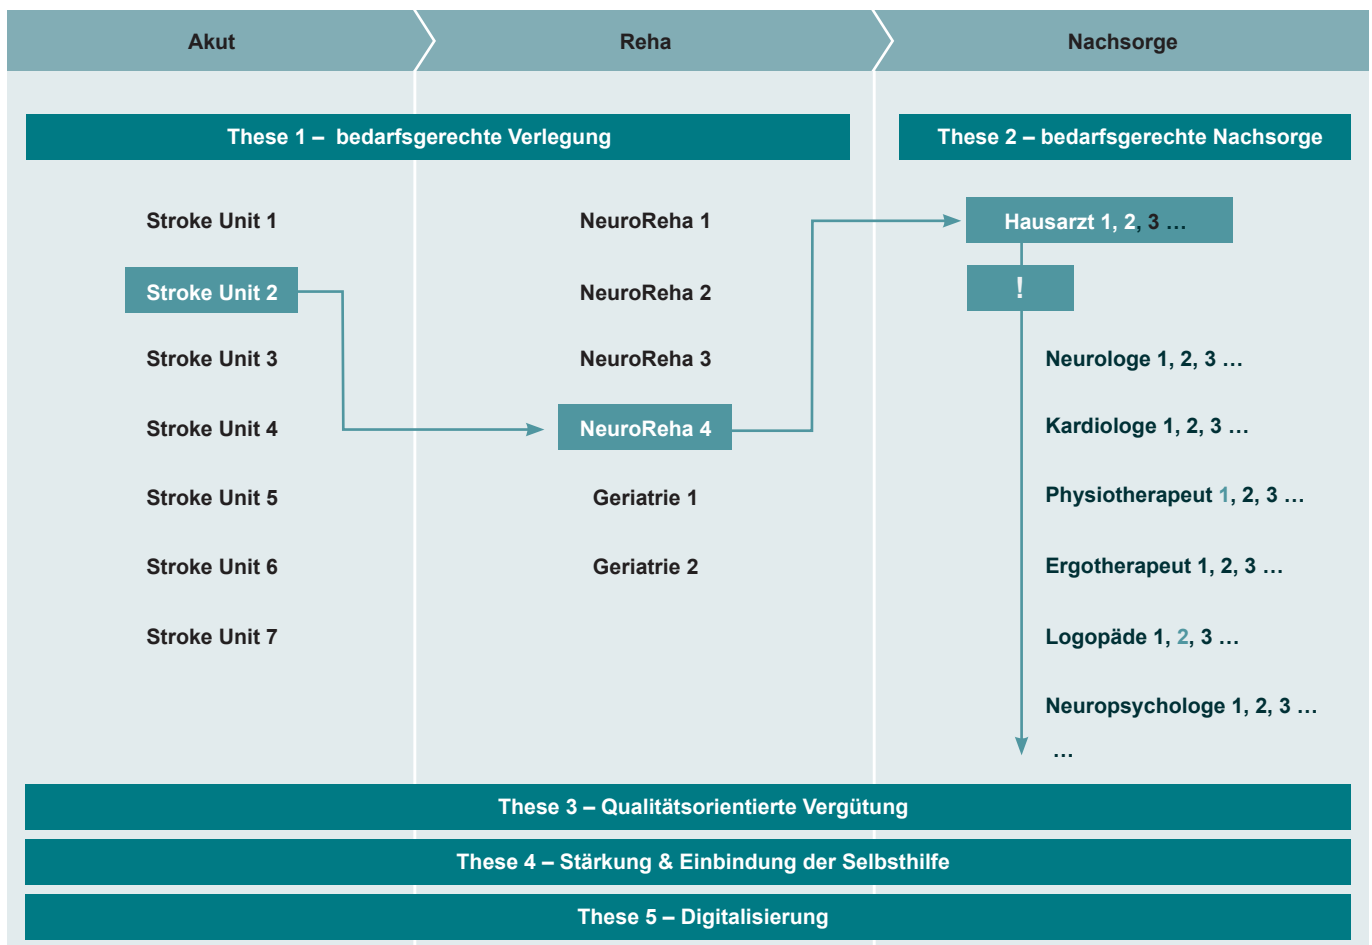 Akut
Reha
Nachsorge
These 1 – bedarfsgerechte Verlegung
These 2 – bedarfsgerechte Nachsorge
Stroke Unit 1
Stroke Unit 2
Stroke Unit 3
Stroke Unit 4
Stroke Unit 5
Stroke Unit 6
Stroke Unit 7
NeuroReha 1
NeuroReha 2
NeuroReha 3
NeuroReha 4
Geriatrie 1
Geriatrie 2
Hausarzt 1, 2, 3 …
!
Neurologe 1, 2, 3 …
Kardiologe 1, 2, 3 …
Physiotherapeut 1, 2, 3 …
Ergotherapeut 1, 2, 3 …
Logopäde 1, 2, 3 …
Neuropsychologe 1, 2, 3 …
…
These 3 – Qualitätsorientierte Vergütung
These 4 – Stärkung & Einbindung der Selbsthilfe
These 5 – Digitalisierung